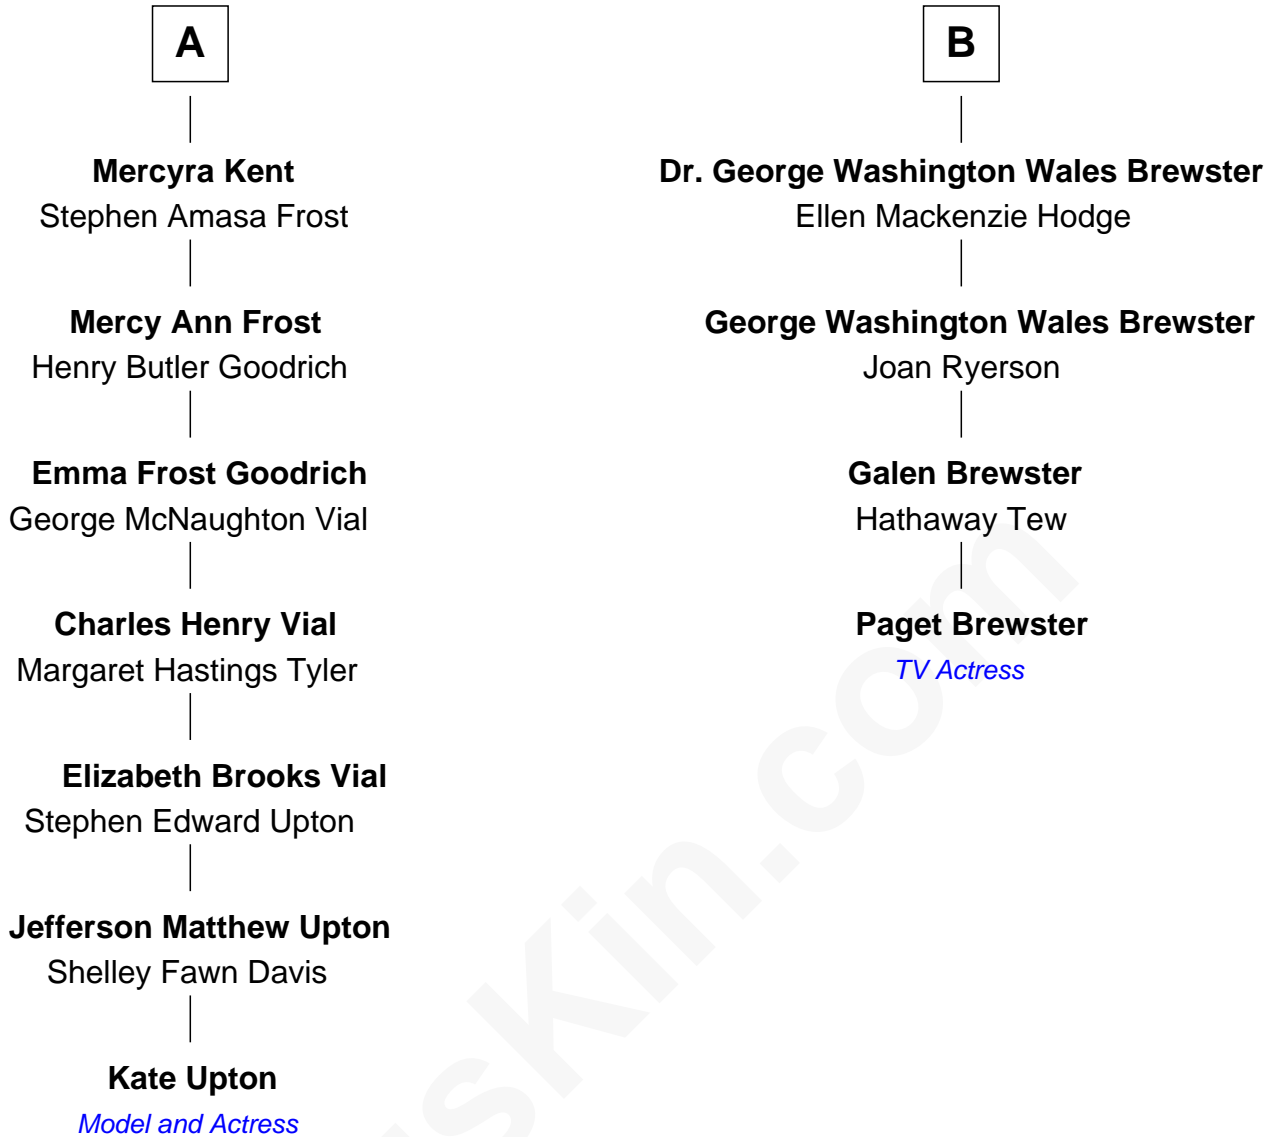 A
Mercyra Kent
Stephen Amasa Frost
Mercy Ann Frost
Henry Butler Goodrich
Emma Frost Goodrich
George McNaughton Vial
Charles Henry Vial
Margaret Hastings Tyler
Elizabeth Brooks Vial
Stephen Edward Upton
Jefferson Matthew Upton
Shelley Fawn Davis
Kate Upton
Model and Actress
B
Dr. George Washington Wales Brewster
Ellen Mackenzie Hodge
George Washington Wales Brewster
Joan Ryerson
Galen Brewster
Hathaway Tew
Paget Brewster
TV Actress
sKin.com